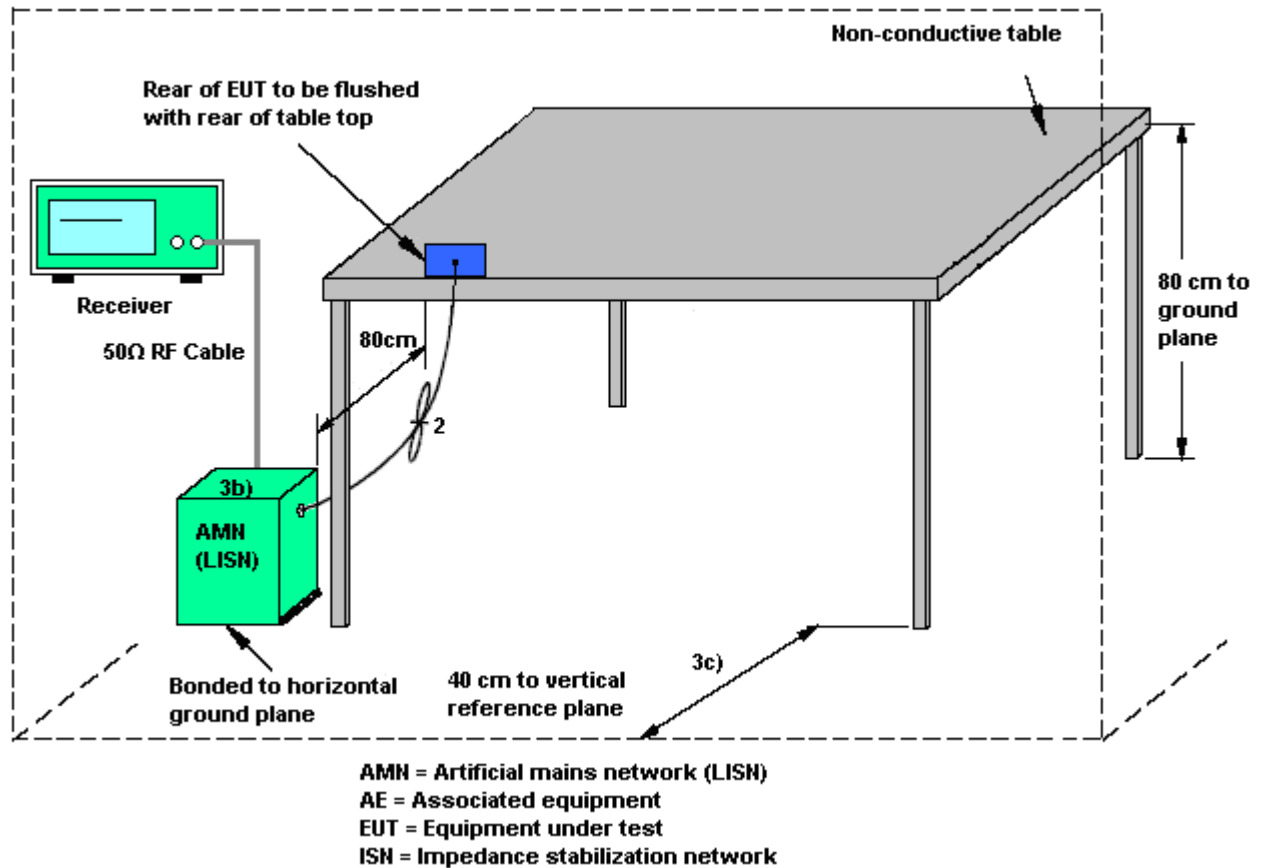 Non-conductive table
Rear of EUT to be flushed
with rear of table top
Receiver
50Ω RF Cable
80cm
80 cm to
ground
plane
2
3b)
AMN
(LISN)
3c)
Bonded to horizontal
ground plane
40 cm to vertical
reference plane
AMN = Artificial mains network (LISN)
AE = Associated equipment
EUT = Equipment under test
ISN = Impedance stabilization network